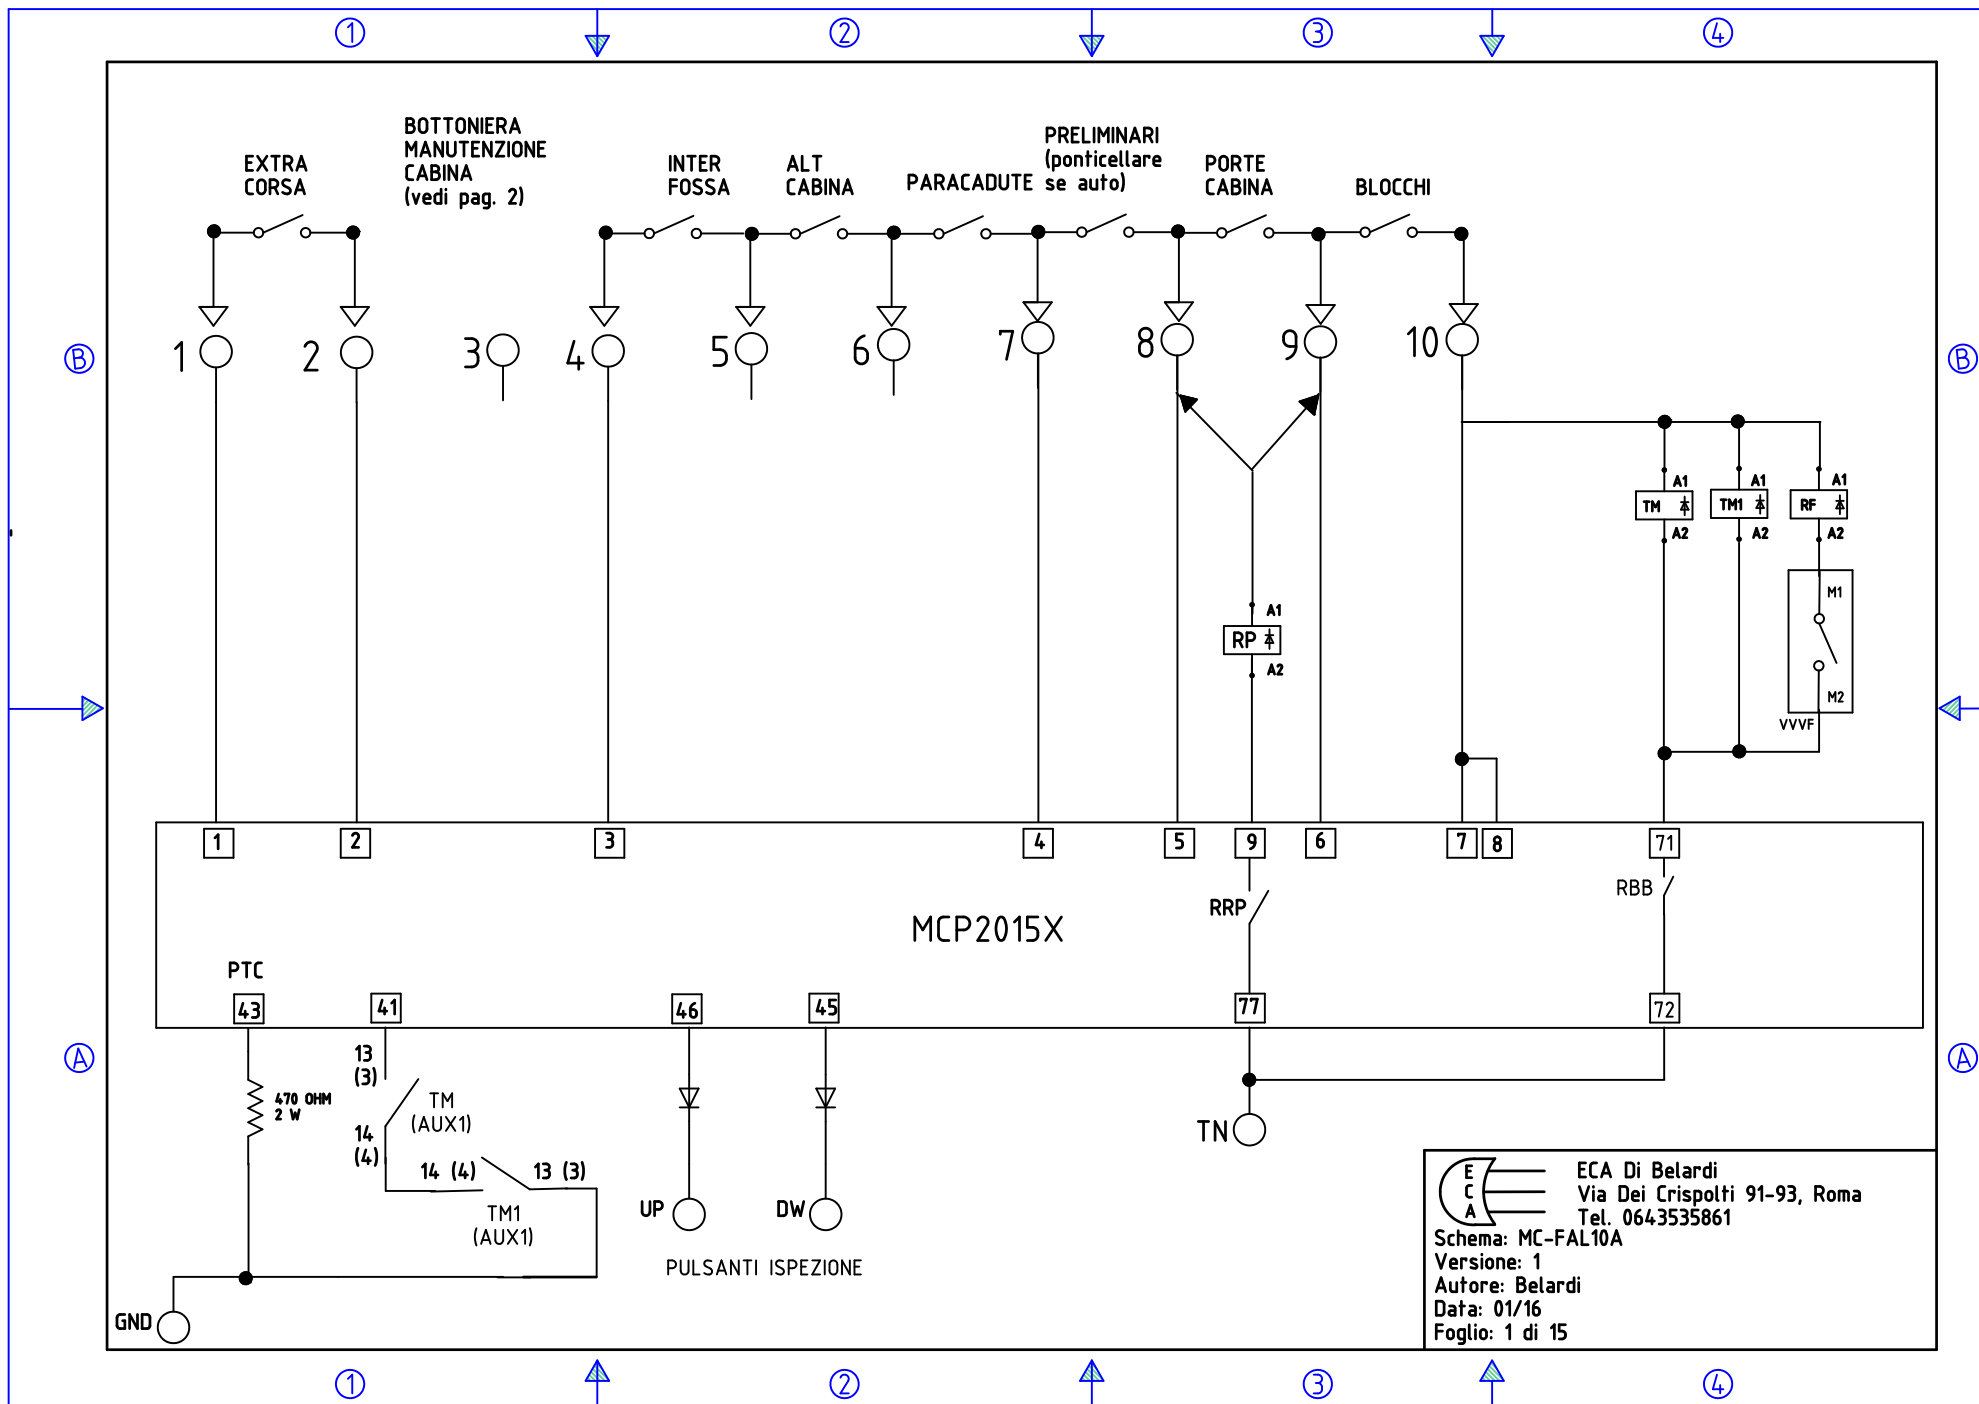 1
2
3
4
EXTRA
CORSA
BOTTONIERA
MANUTENZIONE
CABINA
(vedi pag. 2)
INTER
FOSSA
ALT
CABINA
PARACADUTE
PRELIMINARI
(ponticellare
se auto)
PORTE
CABINA
BLOCCHI
1
2
3
4
5
6
7
8
9
10
B
B
A1
TM
A2
A1
TM1
A2
A1
RF
A2
M1
M2
VVVF
A1
RP
A2
1
2
3
4
5
9
6
7
8
71
RRP
RBB
MCP2015X
PTC
43
41
46
45
77
72
A
A
470 OHM
2 W
13
(3)
TM
(AUX1)
14
(4)
14 (4)
13 (3)
TM1
(AUX1)
UP
DW
PULSANTI ISPEZIONE
TN
GND
E
C
A
ECA Di Belardi
Via Dei Crispolti 91-93, Roma
Tel. 0643535861
Schema: MC-FAL10A
Versione: 1
Autore: Belardi
Data: 01/16
Foglio: 1 di 15
1
2
3
4